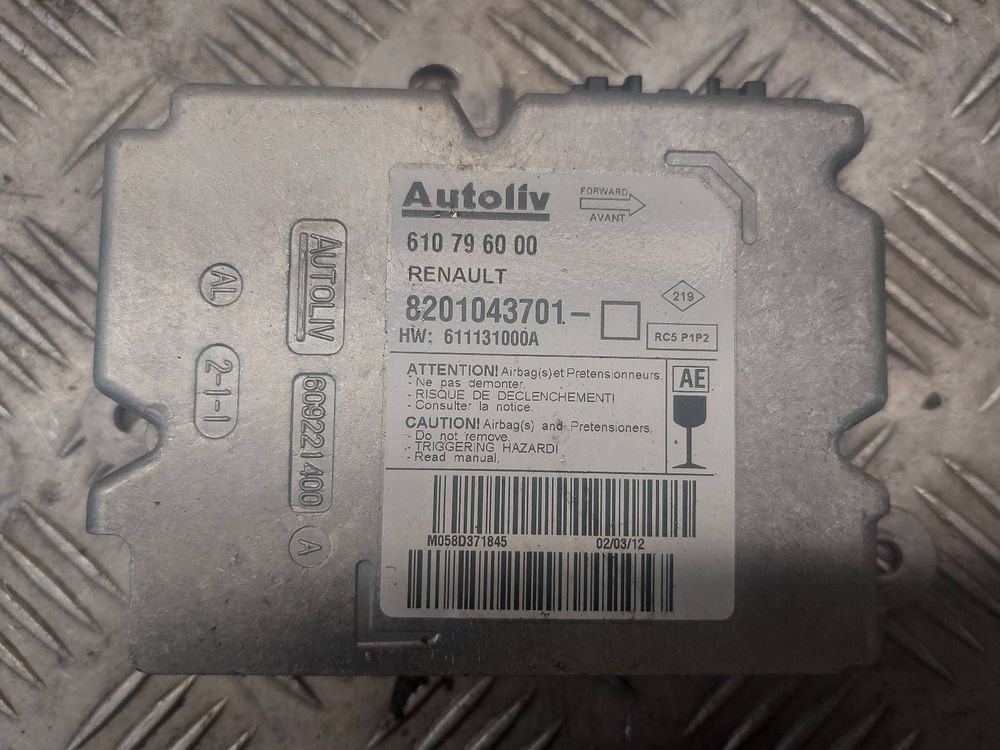 Autoliv
FORWARD
AVANT
610 79 60 00
RENAULT
8201043701-
219
HW: 611131000A
RC5 P1P2
ATTENTION! Airbag(s) et Pretensionneurs.
- Ne pas demonter.
- RISQUE DE DECLENCHEMENT!
- Consulter la notice.
AE
CAUTION! Airbag(s) and Pretensioners.
- Do not remove.
- TRIGGERING HAZARD!
- Read manual.
M058D371845 02/03/12
AUTOLIV
AL
2-1-1
609221400
A